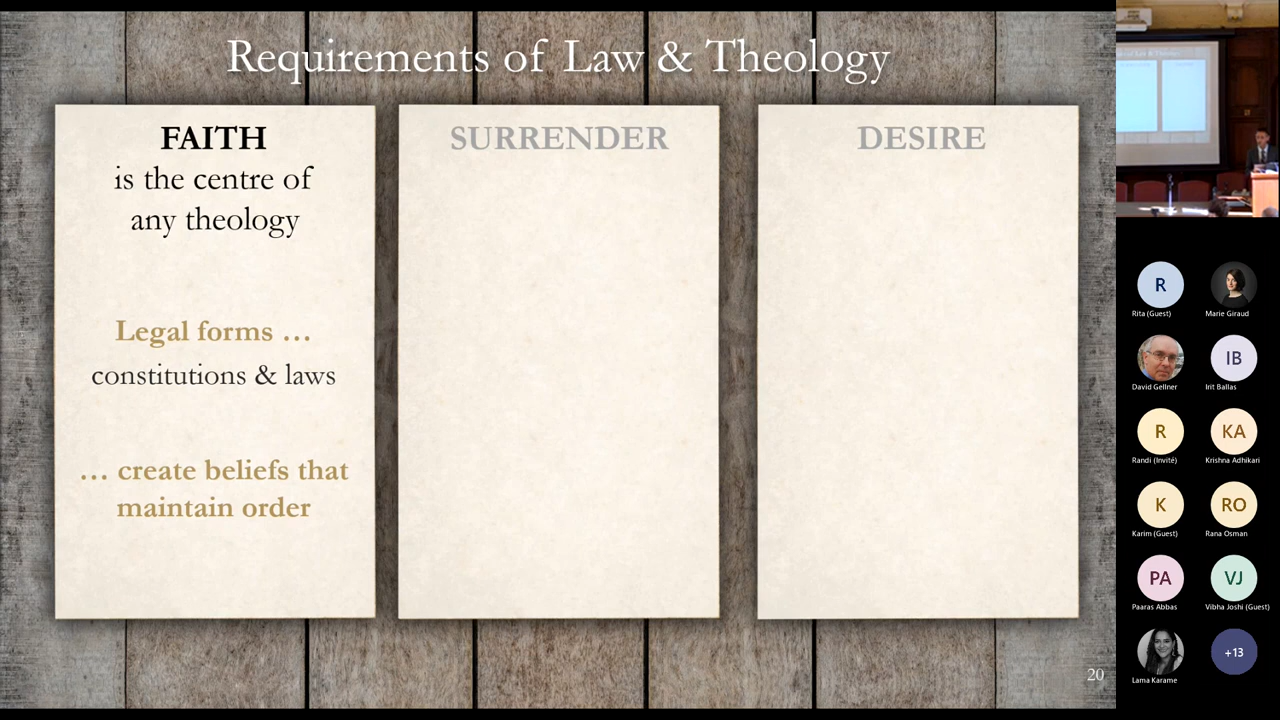 Requirements of Law & Theology
FAITH
is the centre of
any theology
Legal forms …
constitutions & laws
… create beliefs that
maintain order
SURRENDER
DESIRE
20
R
Rita (Guest)
Marie Giraud
David Gellner
IB
Irit Ballas
R
Randi (Invité)
KA
Krishna Adhikari
K
Karim (Guest)
RO
Rana Osman
PA
Paaras Abbas
VJ
Vibha Joshi (Guest)
Lama Karame
+13